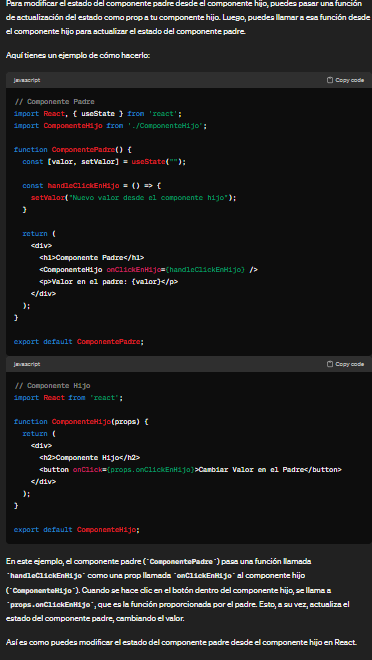 Para modificar el estado del componente padre desde el componente hijo, puedes pasar una función
de actualización del estado como prop a tu componente hijo. Luego, puedes llamar a esa función desde
el componente hijo para actualizar el estado del componente padre.
Aquí tienes un ejemplo de cómo hacerlo:
javascript Copy code
// Componente Padre
import React, { useState } from 'react';
import ComponenteHijo from './ComponenteHijo';
function ComponentePadre() {
const [valor, setValor] = useState("");
const handleClickEnHijo = () => {
setValor("Nuevo valor desde el componente hijo");
}
return (
<div>
<h1>Componente Padre</h1>
<ComponenteHijo onClickEnHijo={handleClickEnHijo} />
<p>Valor en el padre: {valor}</p>
</div>
);
}
export default ComponentePadre;
javascript Copy code
// Componente Hijo
import React from 'react';
function ComponenteHijo(props) {
return (
<div>
<h2>Componente Hijo</h2>
<button onClick={props.onClickEnHijo}>Cambiar Valor en el Padre</button>
</div>
);
}
export default ComponenteHijo;
En este ejemplo, el componente padre (`ComponentePadre`) pasa una función llamada
`handleClickEnHijo` como una prop llamada `onClickEnHijo` al componente hijo
(`ComponenteHijo`). Cuando se hace clic en el botón dentro del componente hijo, se llama a
`props.onClickEnHijo`, que es la función proporcionada por el padre. Esto, a su vez, actualiza el
estado del componente padre, cambiando el valor.
Así es como puedes modificar el estado del componente padre desde el componente hijo en React.